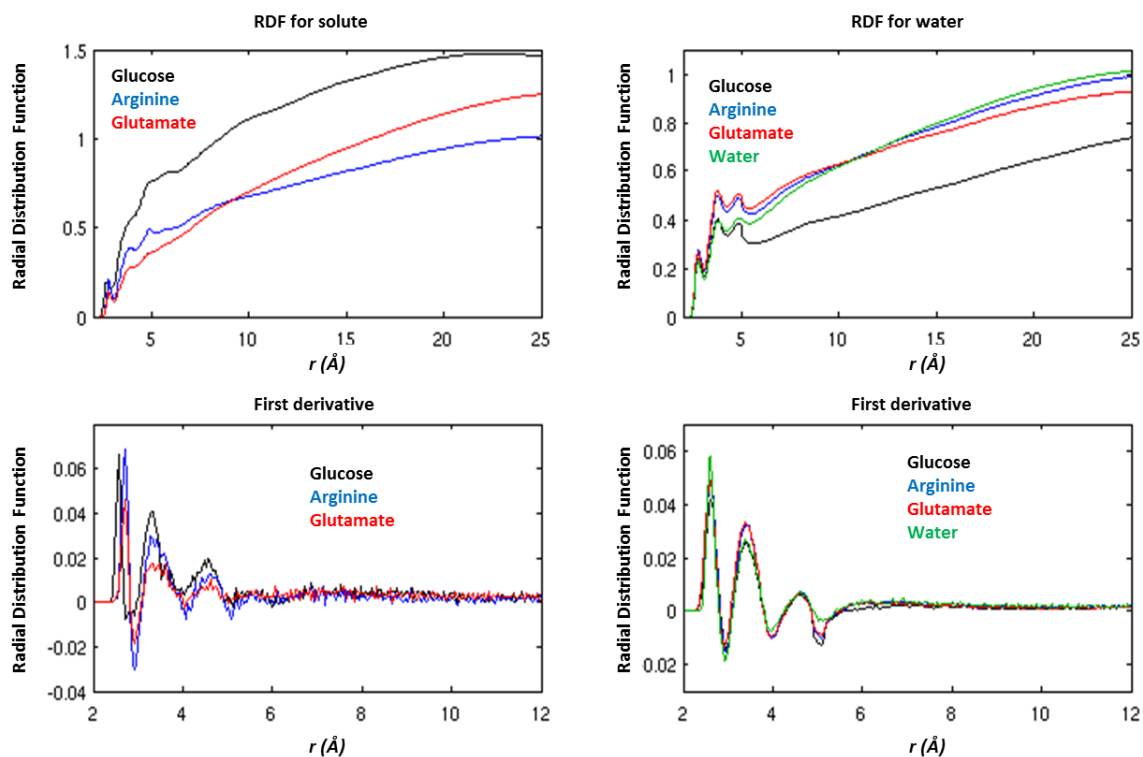 RDF for solute
Radial Distribution Function
1.5
1
0.5
0
Glucose
Arginine
Glutamate
5 10 15 20 25
r (Å)
RDF for water
Radial Distribution Function
1
0.8
0.6
0.4
0.2
0
Glucose
Arginine
Glutamate
Water
5 10 15 20 25
r (Å)
First derivative
Radial Distribution Function
0.06
0.04
0.02
0
-0.02
-0.04
Glucose
Arginine
Glutamate
2 4 6 8 10 12
r (Å)
First derivative
Radial Distribution Function
0.06
0.04
0.02
0
0.02
Glucose
Arginine
Glutamate
Water
2 4 6 8 10 12
r (Å)